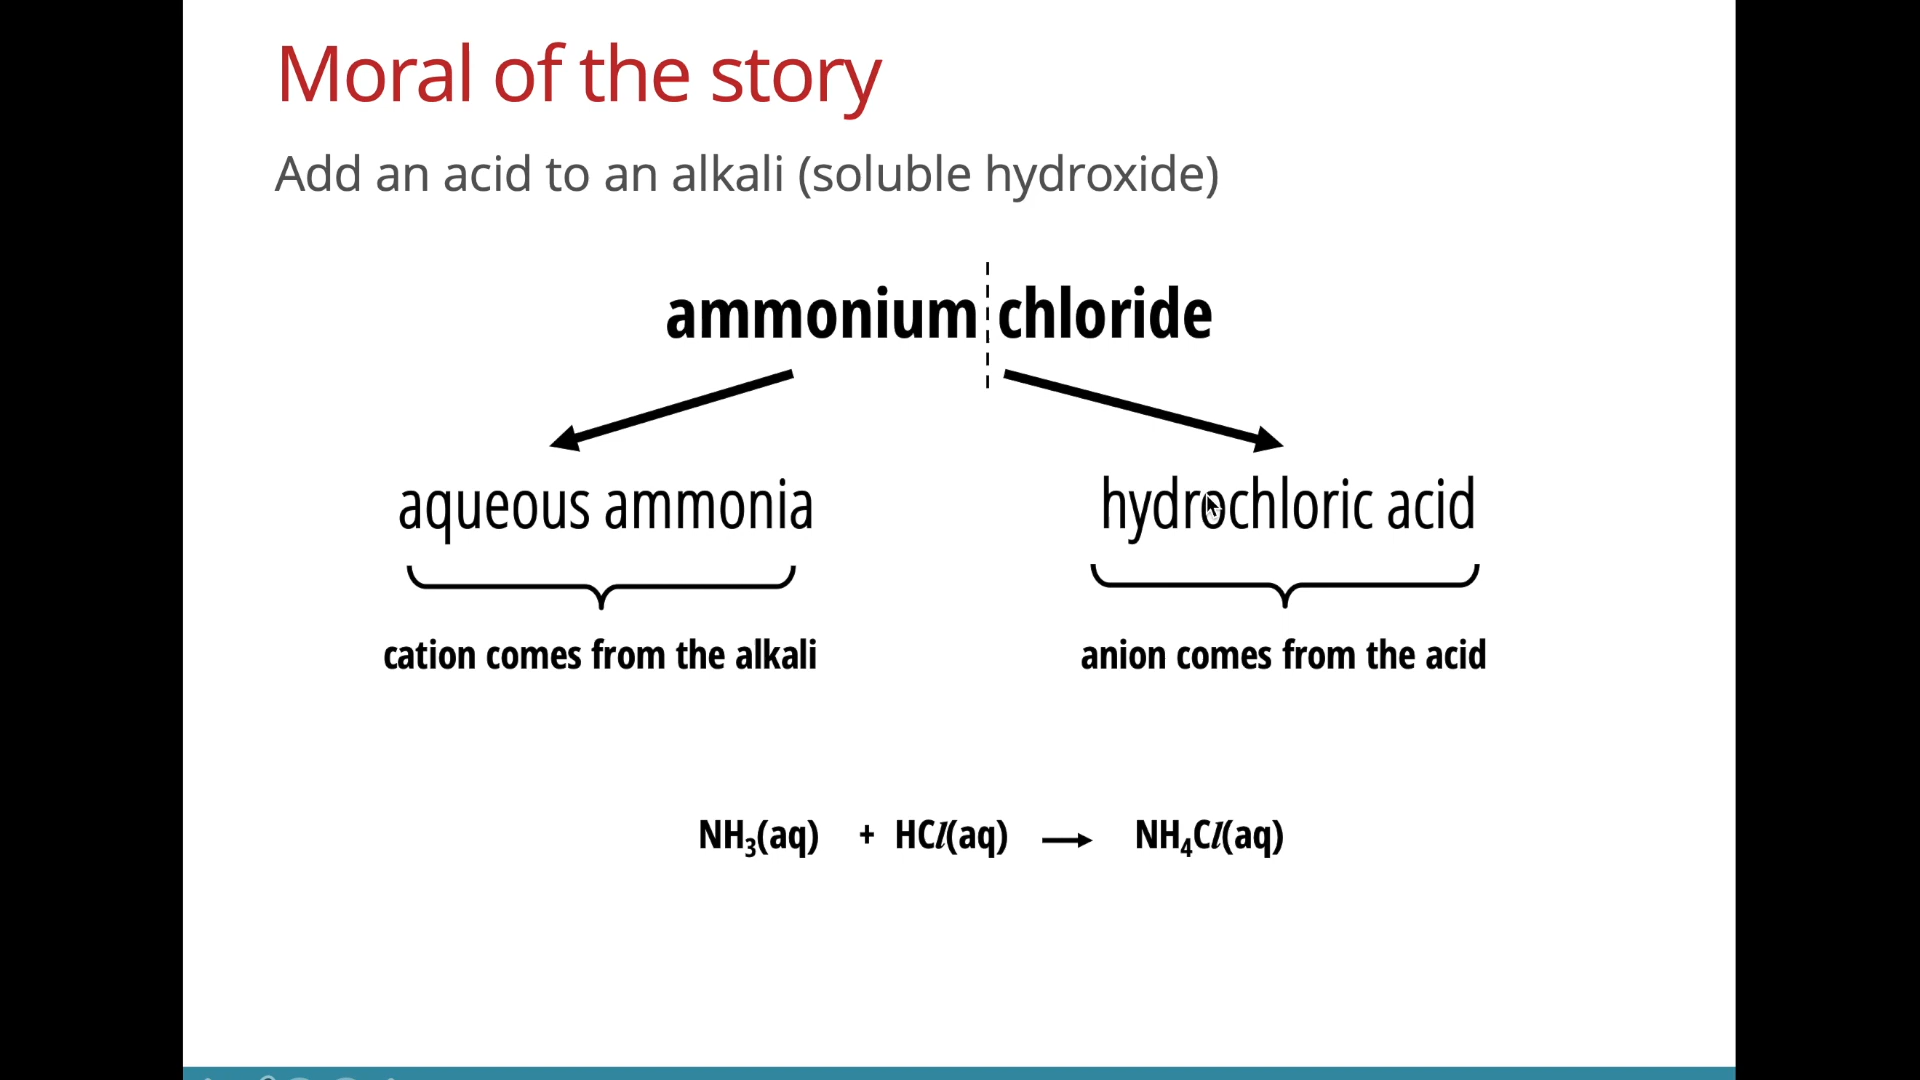 Moral of the story
Add an acid to an alkali (soluble hydroxide)
ammonium chloride
aqueous ammonia hydrochloric acid
cation comes from the alkali anion comes from the acid
NH₃(aq) + HCl(aq) → NH₄Cl(aq)